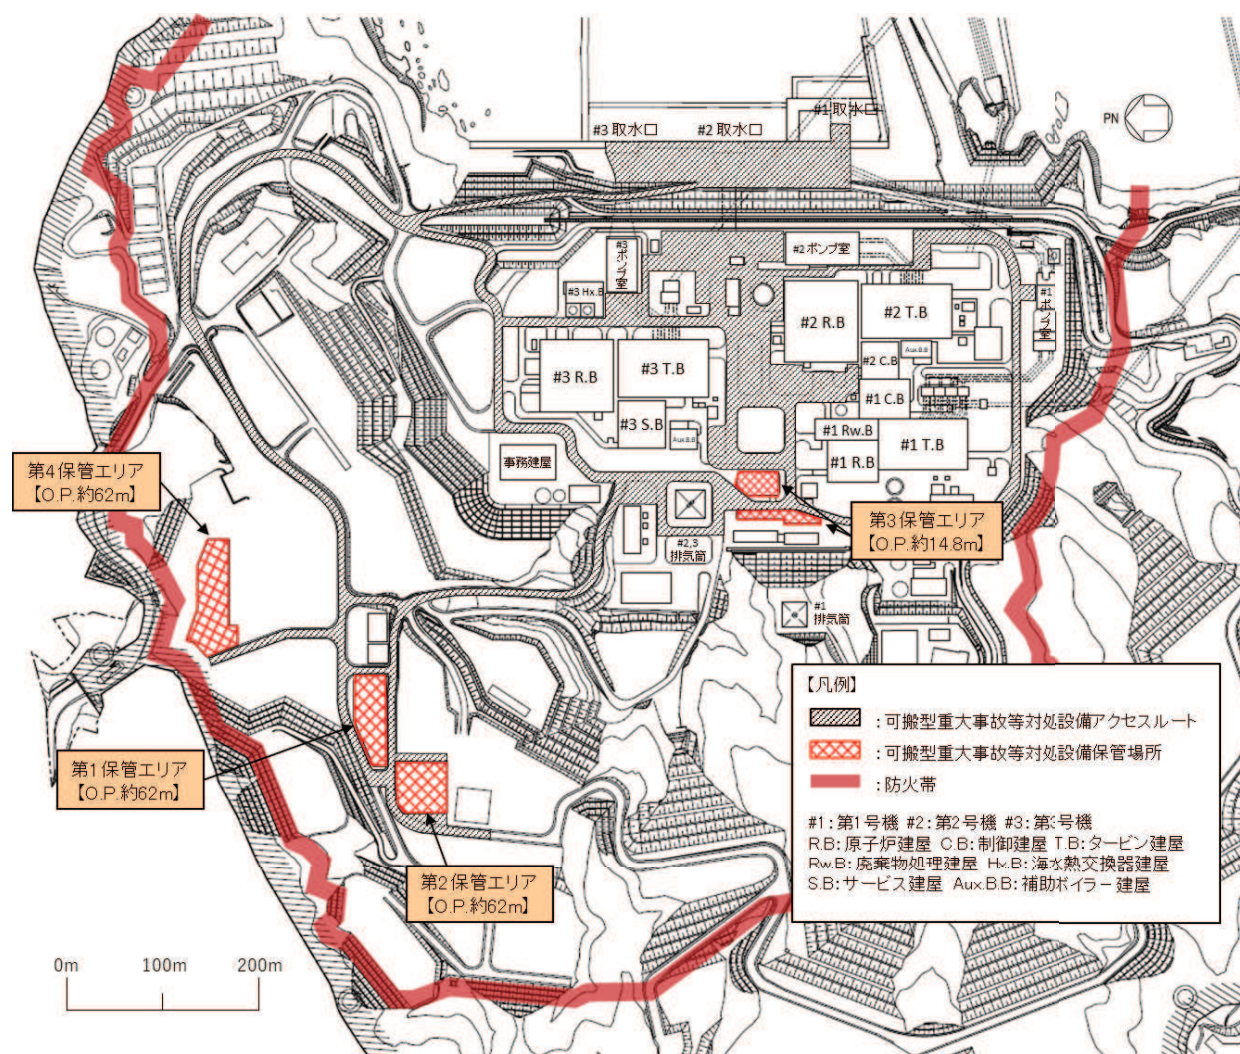 #1 取水口
#3 取水口
#2 取水口
PN
#3 ポンプ室
#2 ポンプ室
#3 Hx.B
#1 ポンプ室
#2 R.B
#2 T.B
#2 C.B
Aux.B.B
#3 R.B
#3 T.B
#1 C.B
#3 S.B
Aux.B.B
#1 Rw.B
#1 R.B
#1 T.B
事務建屋
第4保管エリア
【O.P.約62m】
第3保管エリア
【O.P.約14.8m】
#2,3
排気筒
#1
排気筒
第1保管エリア
【O.P.約62m】
第2保管エリア
【O.P.約62m】
【凡例】
：可搬型重大事故等対処設備アクセスルート
：可搬型重大事故等対処設備保管場所
：防火帯
#1：第1号機 #2：第2号機 #3：第3号機
R.B：原子炉建屋 C.B：制御建屋 T.B：タービン建屋
Rw.B：廃棄物処理建屋 Hx.B：海水熱交換器建屋
S.B：サービス建屋 Aux.B.B：補助ボイラー建屋
0m 100m 200m